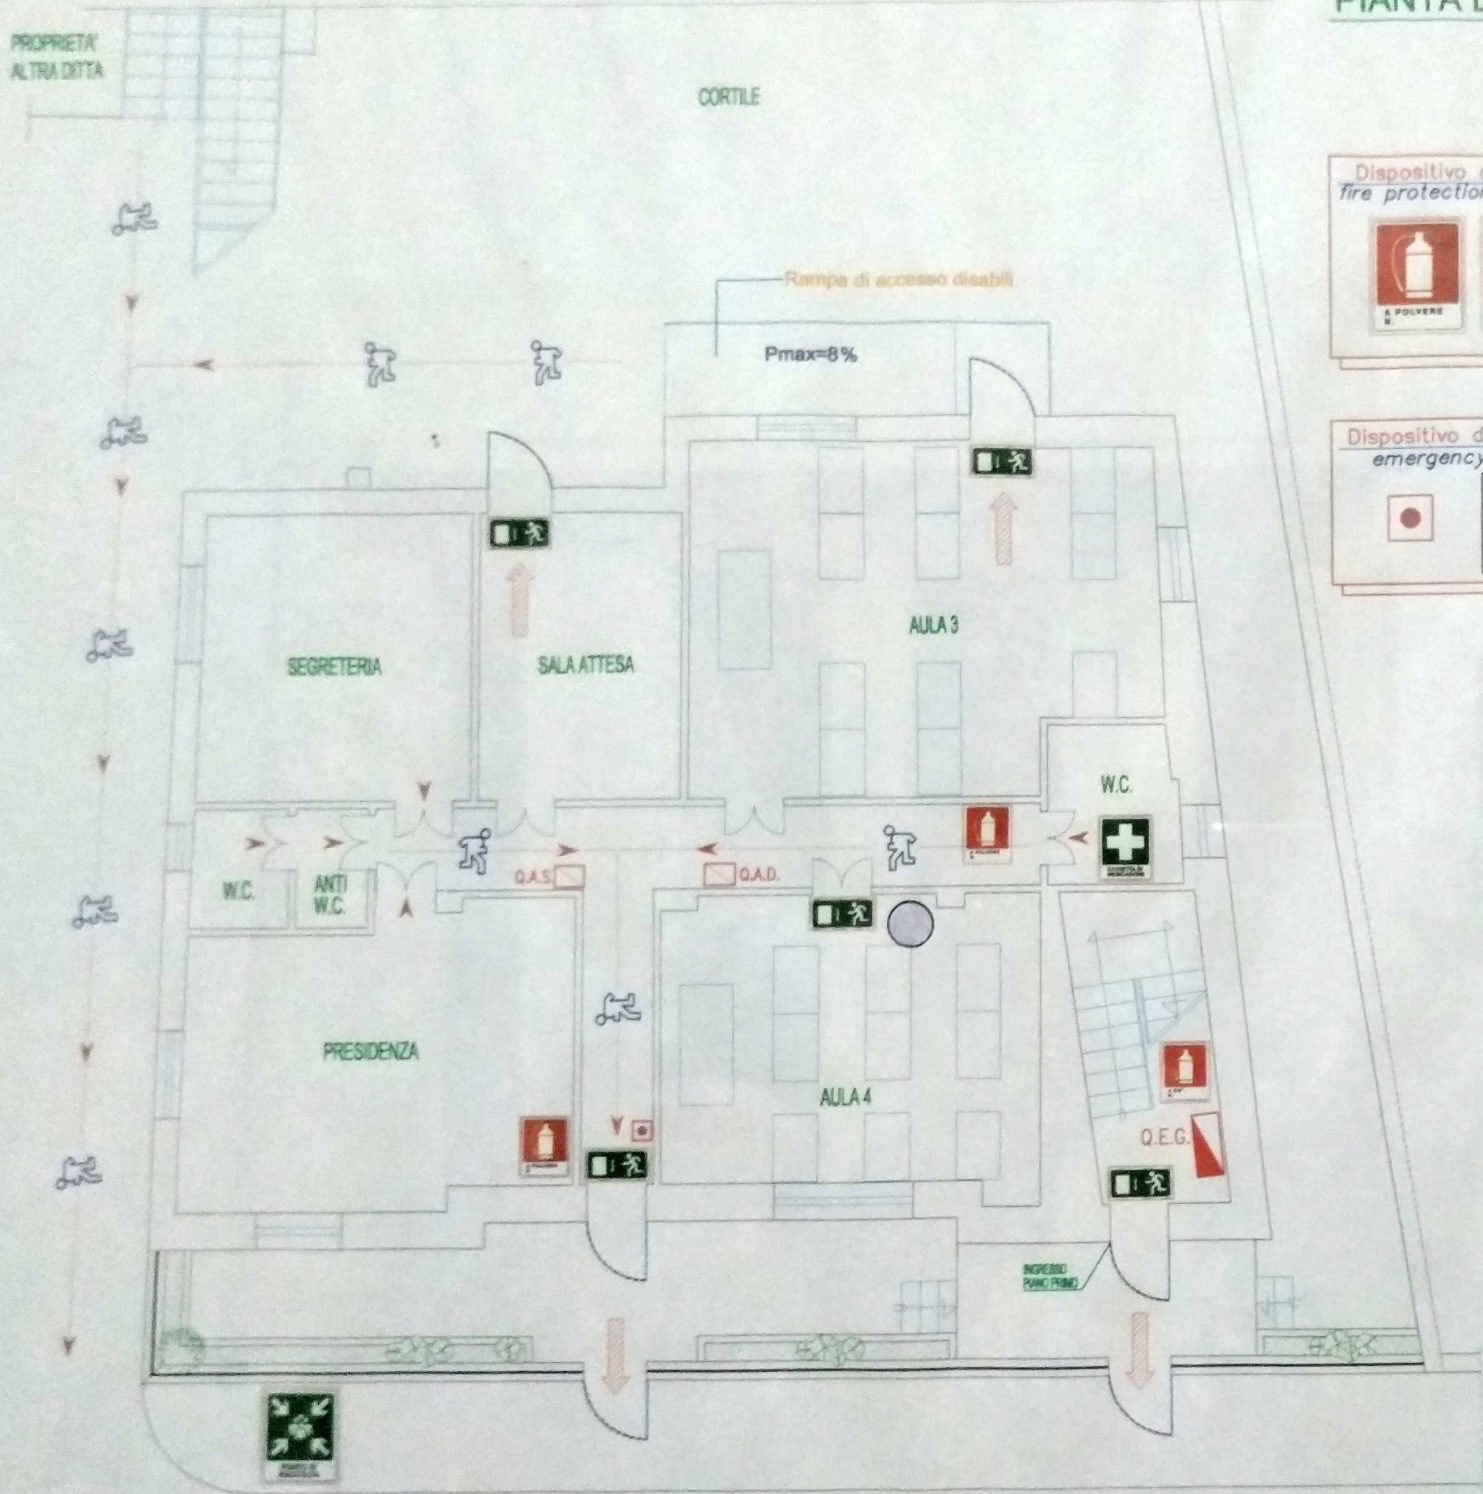 PIANTA
PROPRIETA'
ALTRA DITTA
CORTILE
Dispositivo
fire protection
A POLVERE
N.
Rampa di accesso disabili
Pmax=8%
Dispositivo d
emergency
AULA 3
SEGRETERIA
SALA ATTESA
W.C.
Q.A.S.
Q.A.D.
W.C.
ANTI
W.C.
PRESIDENZA
AULA 4
Q.E.G.
INGRESSO
PIANO PRIMO